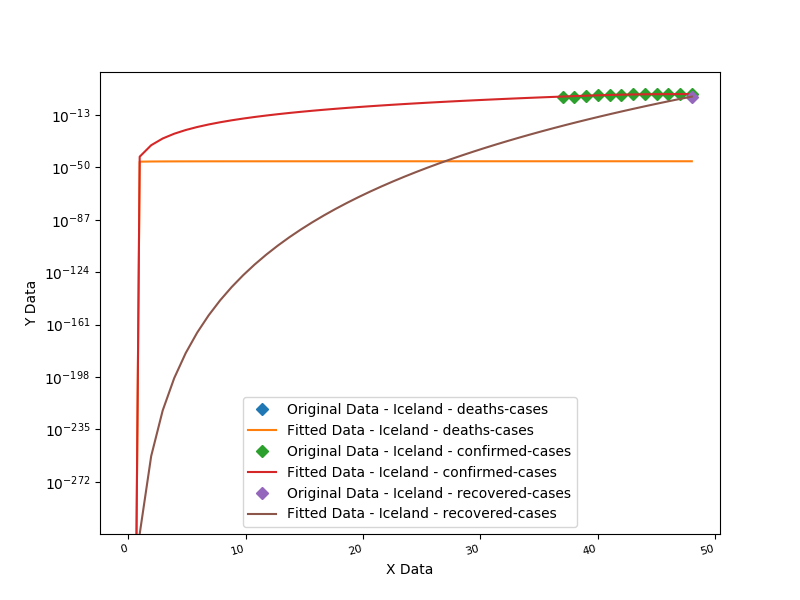 10^-13
10^-50
10^-87
10^-124
10^-161
10^-198
10^-235
10^-272
Y Data
Original Data - Iceland - deaths-cases
Fitted Data - Iceland - deaths-cases
Original Data - Iceland - confirmed-cases
Fitted Data - Iceland - confirmed-cases
Original Data - Iceland - recovered-cases
Fitted Data - Iceland - recovered-cases
0 10 20 30 40 50
X Data